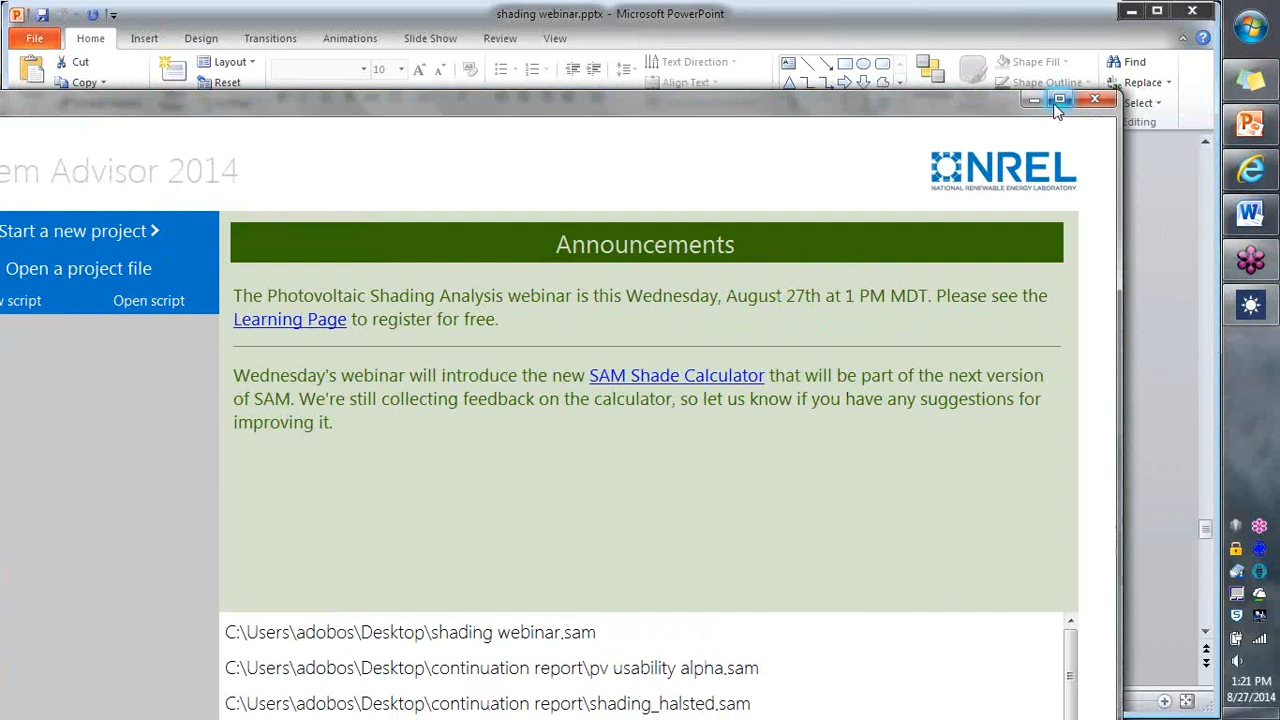 shading webinar.pptx - Microsoft PowerPoint
File Home Insert Design Transitions Animations Slide Show Review View
Cut Layout 10 Text Direction Shape Fill Find
Copy Reset Align Text Shape Outline Replace
Select
Editing
em Advisor 2014
NREL
NATIONAL RENEWABLE ENERGY LABORATORY
Start a new project
Open a project file
w script Open script
Announcements
The Photovoltaic Shading Analysis webinar is this Wednesday, August 27th at 1 PM MDT. Please see the
Learning Page to register for free.
Wednesday's webinar will introduce the new SAM Shade Calculator that will be part of the next version
of SAM. We're still collecting feedback on the calculator, so let us know if you have any suggestions for
improving it.
C:\Users\adobos\Desktop\shading webinar.sam
C:\Users\adobos\Desktop\continuation report\pv usability alpha.sam
C:\Users\adobos\Desktop\continuation report\shading_halsted.sam
1:21 PM
8/27/2014